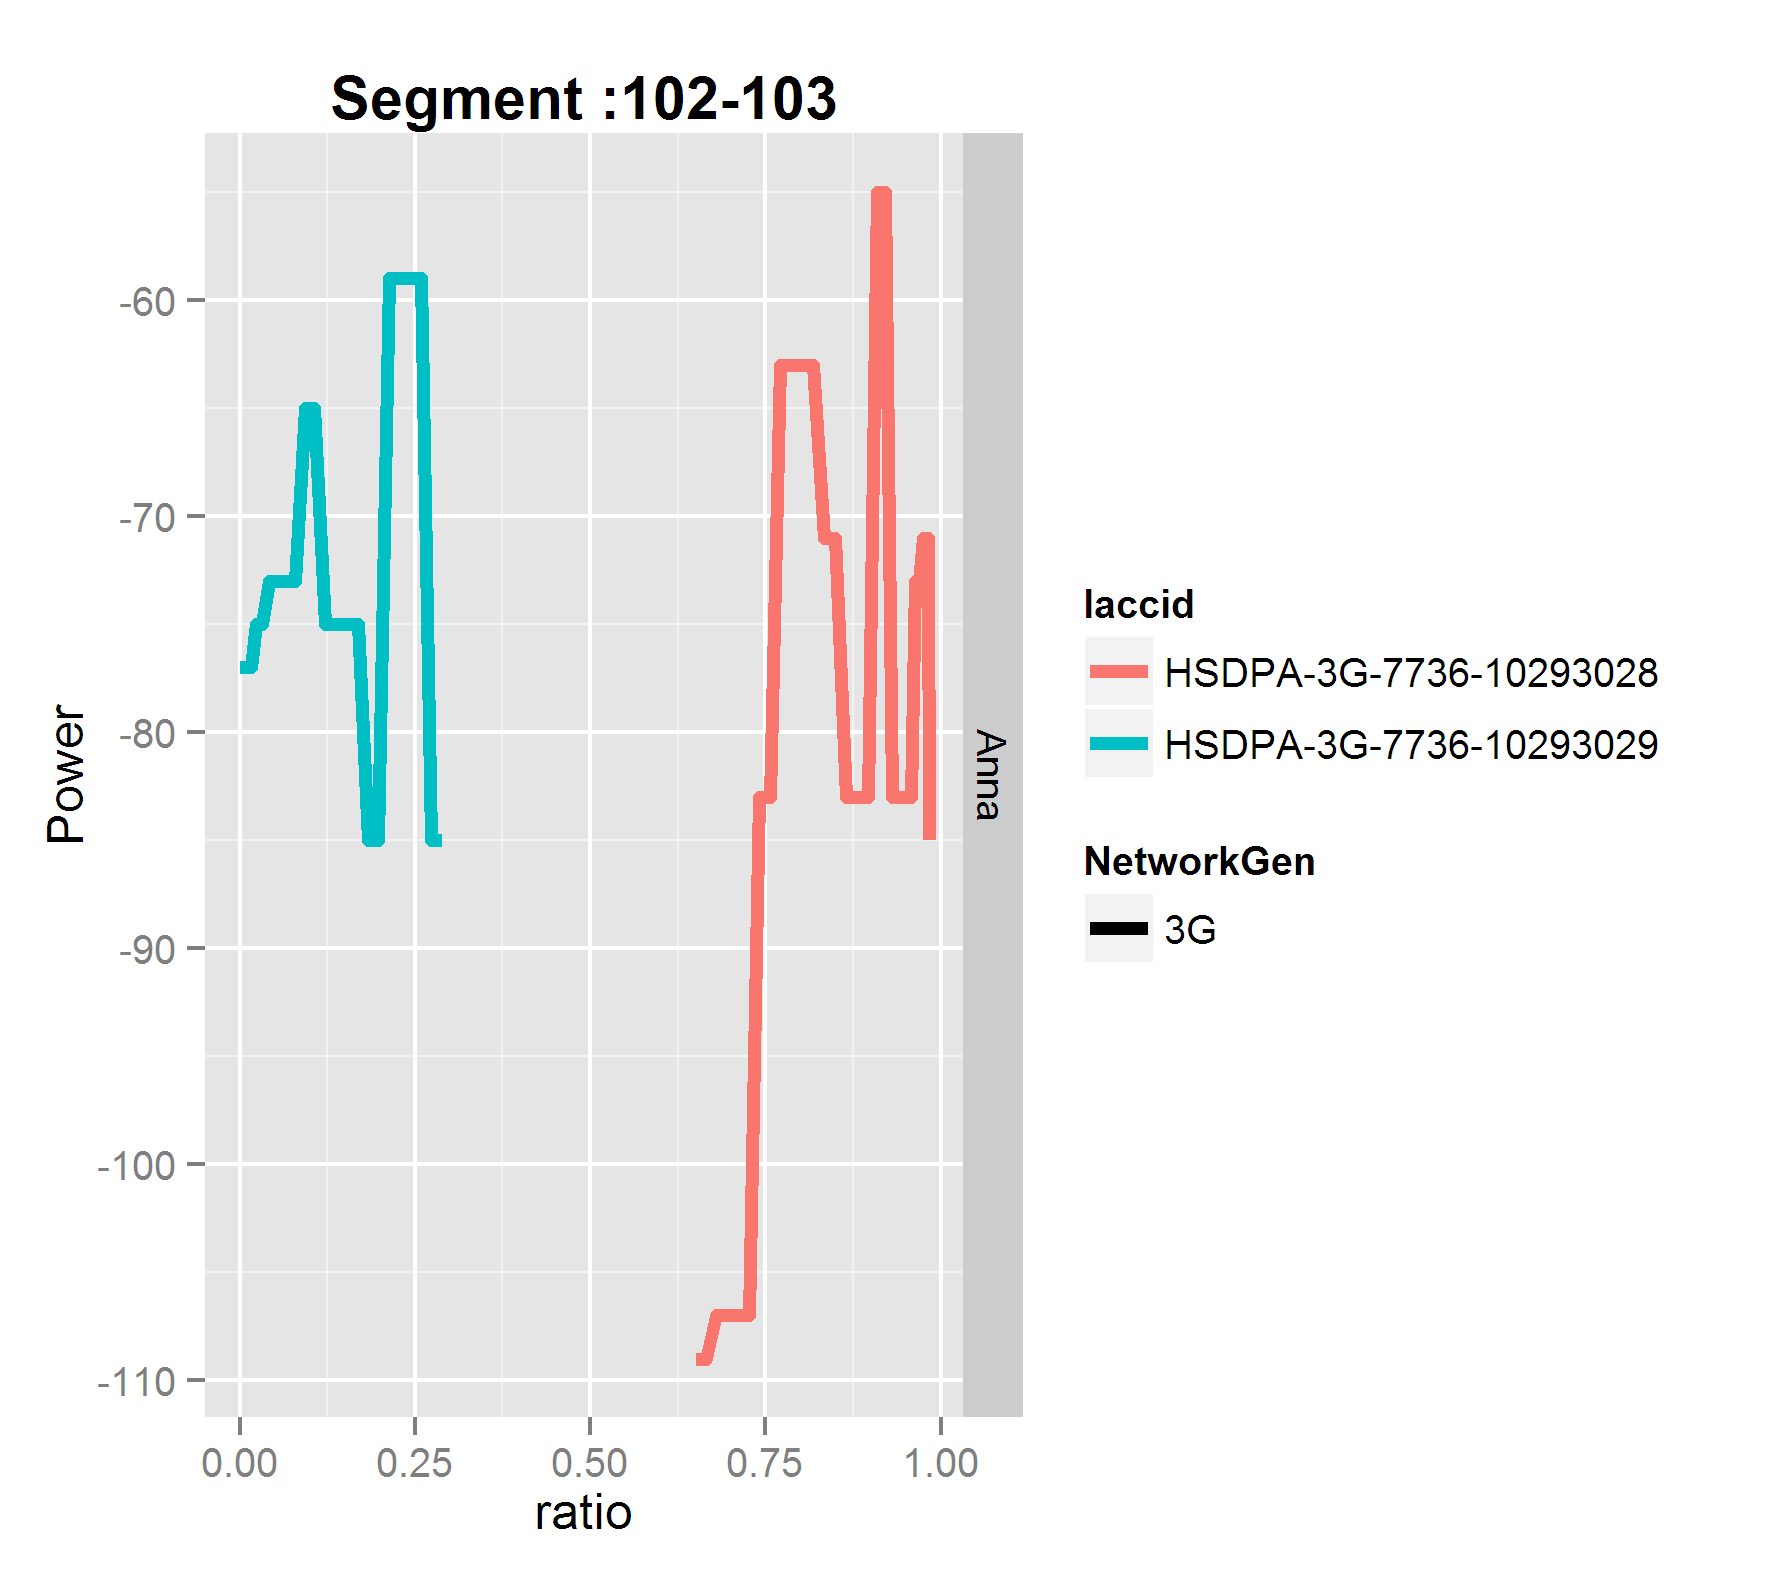 Segment :102-103
Power
-60
-70
-80
-90
-100
-110
0.00 0.25 0.50 0.75 1.00
ratio
Anna
laccid
HSDPA-3G-7736-10293028
HSDPA-3G-7736-10293029
NetworkGen
3G